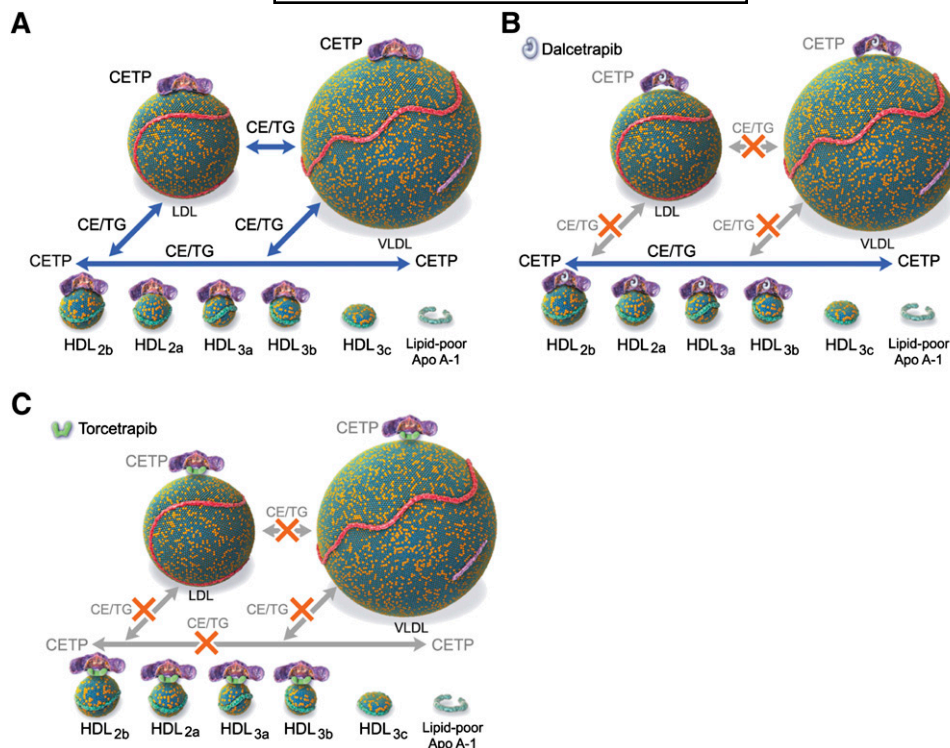 A
CETP
CETP
CE/TG
LDL
CE/TG
CE/TG
VLDL
CETP
CE/TG
CETP
HDL2b
HDL2a
HDL3a
HDL3b
HDL3c
Lipid-poor
Apo A-1
B
Dalcetrapib
CETP
CETP
CE/TG
LDL
CE/TG
CE/TG
VLDL
CETP
CE/TG
CETP
HDL2b
HDL2a
HDL3a
HDL3b
HDL3c
Lipid-poor
Apo A-1
C
Torcetrapib
CETP
CETP
CE/TG
LDL
CE/TG
CE/TG
CE/TG
VLDL
CETP
CETP
HDL2b
HDL2a
HDL3a
HDL3b
HDL3c
Lipid-poor
Apo A-1